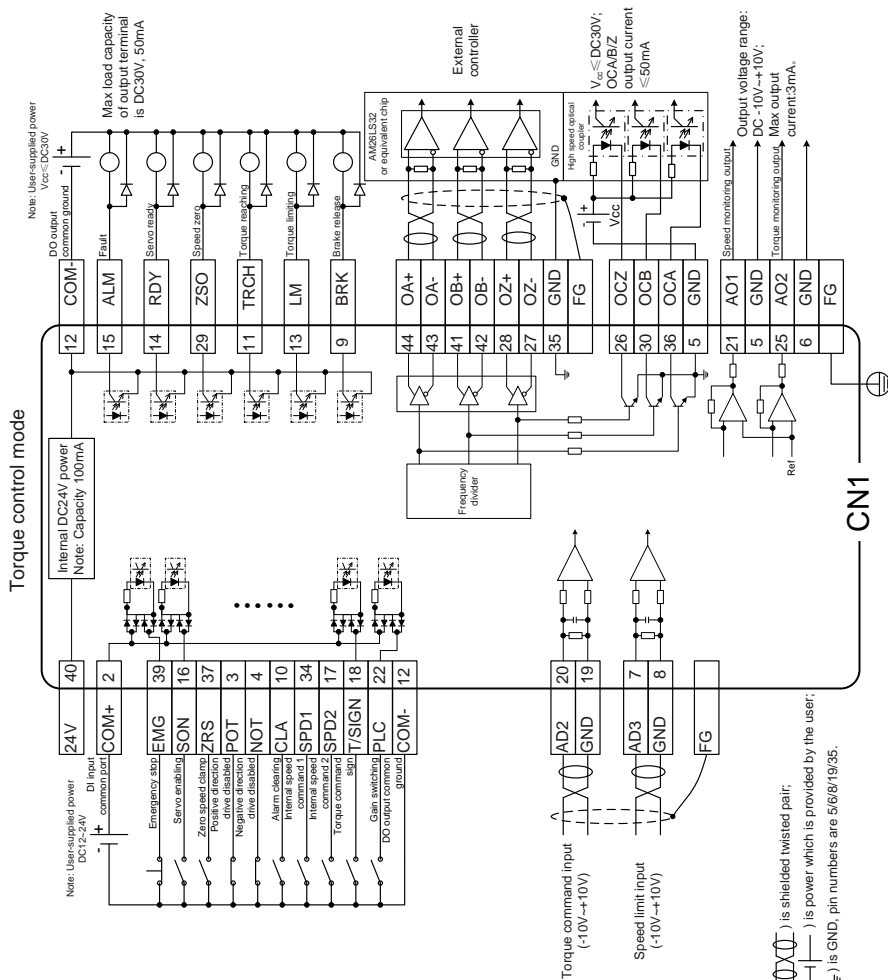 Torque control mode
Note: User-supplied power
DC12~24V
DI input
common port
24V
40
COM+
2
Emergency stop
EMG
39
Servo enabling
SON
16
Zero speed clamp
ZRS
37
Positive direction
drive disabled
POT
3
Negative direction
drive disabled
NOT
4
Alarm clearing
CLA
10
Internal speed
command 1
SPD1
34
Internal speed
command 2
SPD2
17
Torque command
sign
T/SIGN
18
Gain switching
PLC
22
DO output common
ground
COM-
12
Torque command input
(-10V~+10V)
AD2
20
GND
19
Speed limit input
(-10V~+10V)
AD3
7
GND
8
FG
Internal DC24V power
Note: Capacity 100mA
Frequency
divider
Ref
CN1
Note: User-supplied power
Vcc≤DC30V
DO output
common ground
12
COM-
Max load capacity
of output terminal
is DC30V, 50mA
15
ALM
Fault
14
RDY
Servo ready
29
ZSO
Speed zero
11
TRCH
Torque reaching
13
LM
Torque limiting
9
BRK
Brake release
AM26LS32
or equivalent chip
External
controller
44
OA+
43
OA-
41
OB+
42
OB-
28
OZ+
27
OZ-
35
GND
GND
FG
High speed optical
coupler
Vcc
26
OCZ
30
OCB
36
OCA
5
GND
Vcc≤DC30V;
OCA/B/Z
output current
≤50mA
21
AO1
Speed monitoring output
5
GND
25
AO2
Torque monitoring output
6
GND
FG
Output voltage range:
DC -10V~+10V;
Max output
current:3mA。
) is shielded twisted pair;
) is power which is provided by the user;
) is GND, pin numbers are 5/6/8/19/35.